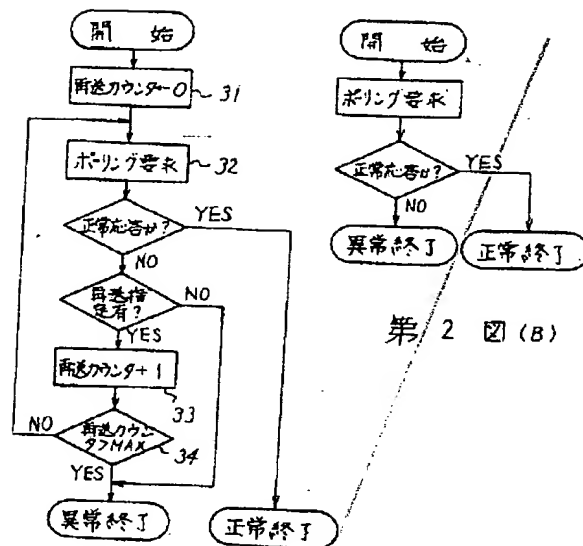 開 始
再送カウンター0
31
ポーリング要求
32
正常応答か?
YES
NO
再送指
定有?
NO
YES
再送カウンタ+1
33
再送カウン
タ>MAX
34
NO
YES
異常終了
正常終了
開 始
ポーリング要求
正常応答か?
YES
NO
異常終了
正常終了
第 2 図 (B)